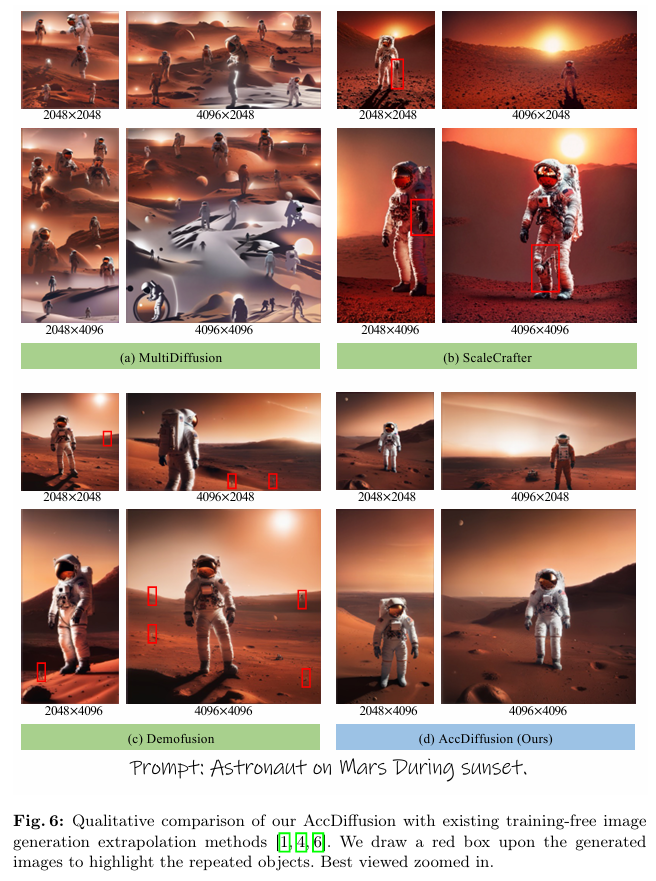 2048×2048 4096×2048 2048×2048 4096×2048
2048×4096 4096×4096 2048×4096 4096×4096
(a) MultiDiffusion (b) ScaleCrafter
2048×2048 4096×2048 2048×2048 4096×2048
2048×4096 4096×4096 2048×4096 4096×4096
(c) Demofusion (d) AccDiffusion (Ours)
Prompt: Astronaut on Mars During sunset.
Fig. 6: Qualitative comparison of our AccDiffusion with existing training-free image
generation extrapolation methods [1,4,6]. We draw a red box upon the generated
images to highlight the repeated objects. Best viewed zoomed in.